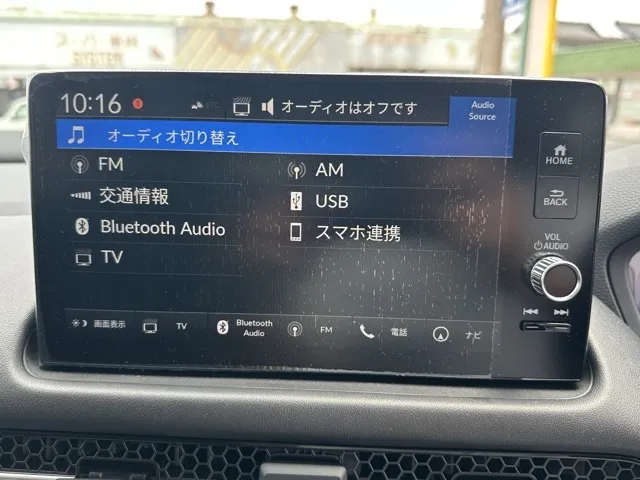 10:16
ETC
オーディオはオフです
Audio
Source
オーディオ切り替え
FM
AM
交通情報
USB
Bluetooth Audio
スマホ連携
TV
画面表示
TV
Bluetooth
Audio
FM
電話
ナビ
HOME
BACK
VOL
AUDIO